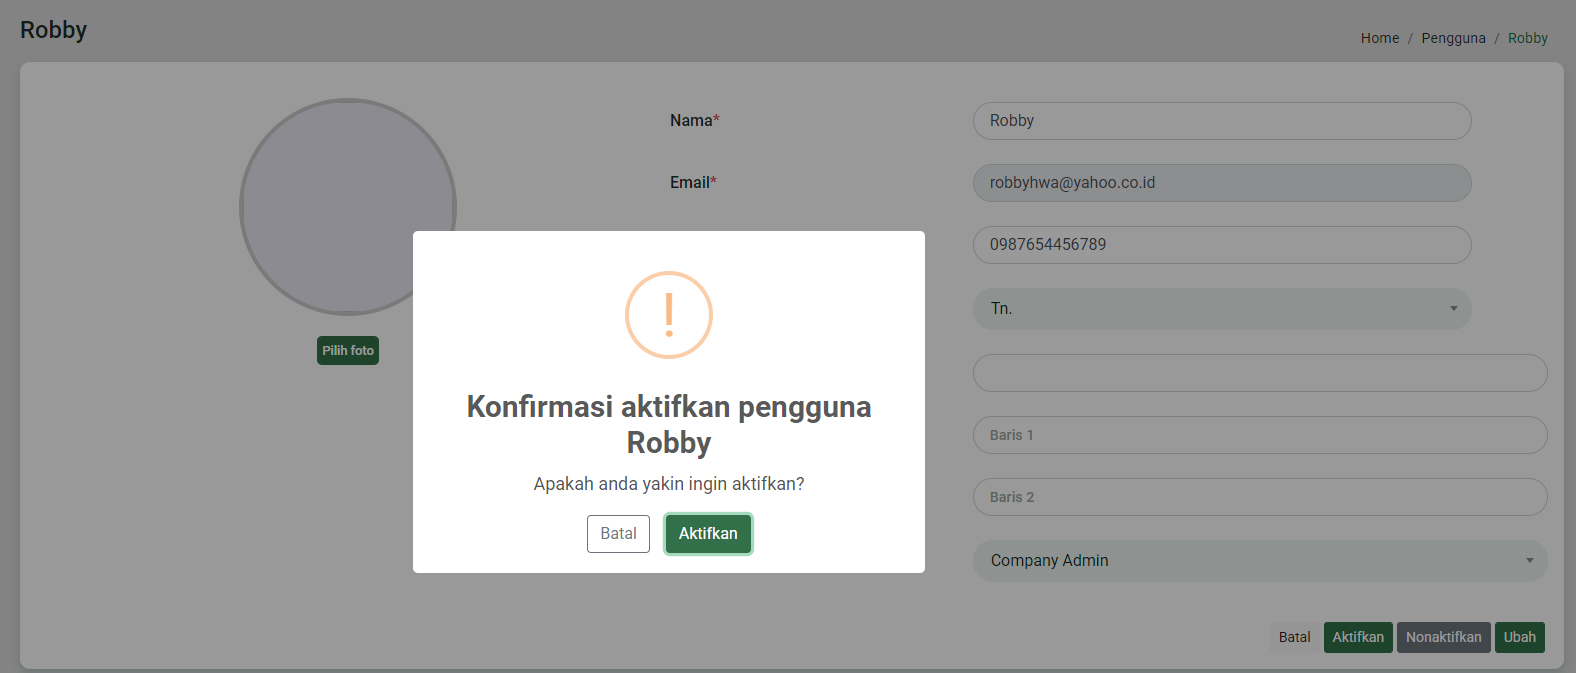 Robby
Home / Pengguna / Robby
Nama*
Robby
Email*
robbyhwa@yahoo.co.id
0987654456789
Tn.
Pilih foto
!
Konfirmasi aktifkan pengguna
Robby
Apakah anda yakin ingin aktifkan?
Batal
Aktifkan
Baris 1
Baris 2
Company Admin
Batal
Aktifkan
Nonaktifkan
Ubah